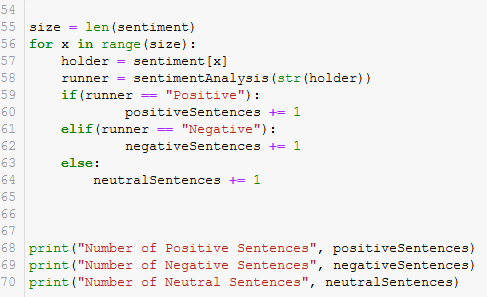 54
55 size = len(sentiment)
56 for x in range(size):
57     holder = sentiment[x]
58     runner = sentimentAnalysis(str(holder))
59     if(runner == "Positive"):
60             positiveSentences += 1
61     elif(runner == "Negative"):
62             negativeSentences += 1
63     else:
64         neutralSentences += 1
65
66
67
68 print("Number of Positive Sentences", positiveSentences)
69 print("Number of Negative Sentences", negativeSentences)
70 print("Number of Neutral Sentences", neutralSentences)